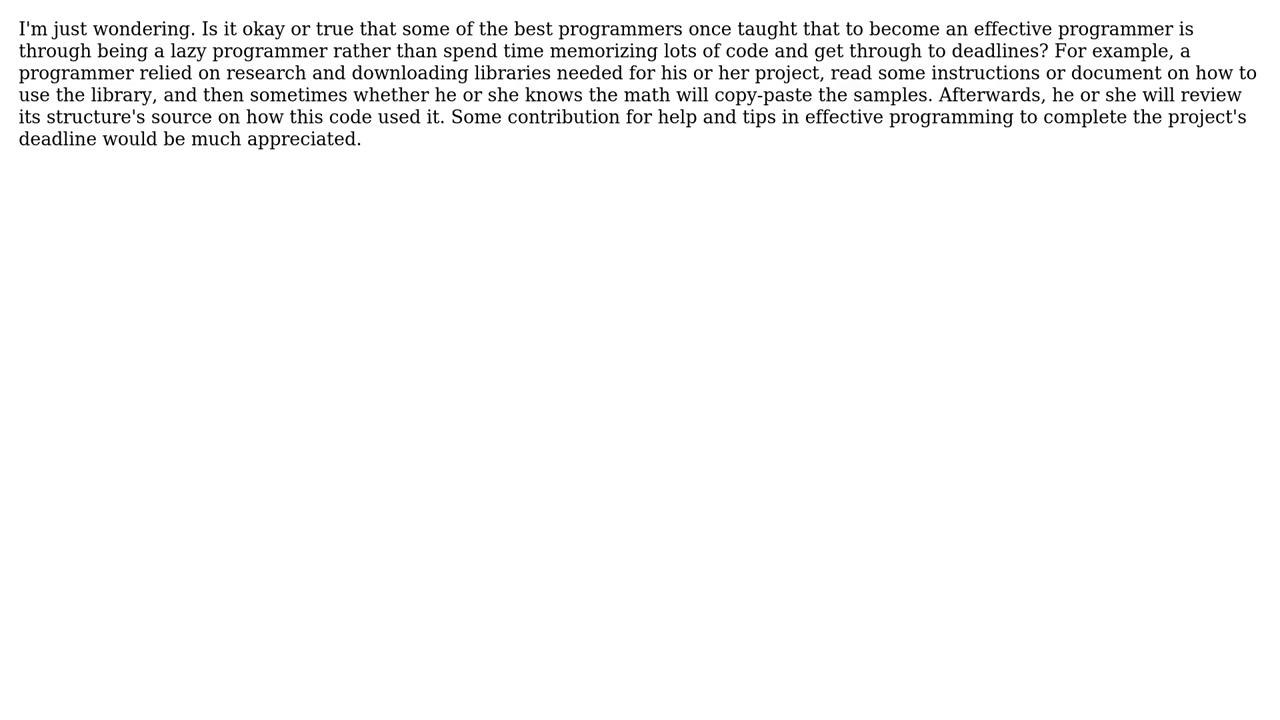 I'm just wondering. Is it okay or true that some of the best programmers once taught that to become an effective programmer is
through being a lazy programmer rather than spend time memorizing lots of code and get through to deadlines? For example, a
programmer relied on research and downloading libraries needed for his or her project, read some instructions or document on how to
use the library, and then sometimes whether he or she knows the math will copy-paste the samples. Afterwards, he or she will review
its structure's source on how this code used it. Some contribution for help and tips in effective programming to complete the project's
deadline would be much appreciated.